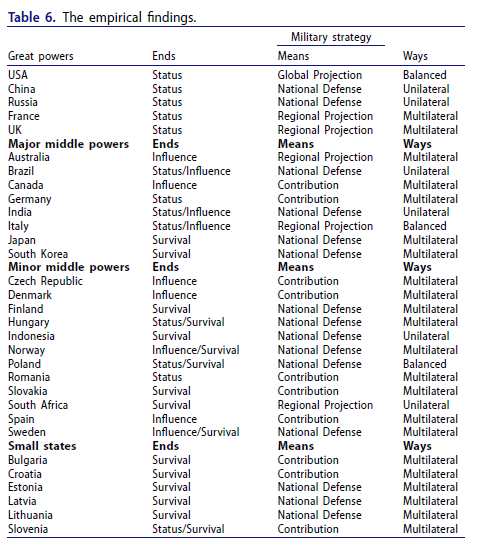 Table 6. The empirical findings.
Military strategy
Great powers Ends Means Ways
USA Status Global Projection Balanced
China Status National Defense Unilateral
Russia Status National Defense Unilateral
France Status Regional Projection Multilateral
UK Status Regional Projection Multilateral
Major middle powers Ends Means Ways
Australia Influence Regional Projection Multilateral
Brazil Status/Influence National Defense Unilateral
Canada Influence Contribution Multilateral
Germany Status Contribution Multilateral
India Status/Influence National Defense Unilateral
Italy Status/Influence Regional Projection Balanced
Japan Survival National Defense Multilateral
South Korea Survival National Defense Multilateral
Minor middle powers Ends Means Ways
Czech Republic Influence Contribution Multilateral
Denmark Influence Contribution Multilateral
Finland Survival National Defense Multilateral
Hungary Status/Survival National Defense Multilateral
Indonesia Survival National Defense Unilateral
Norway Influence/Survival National Defense Multilateral
Poland Status/Survival National Defense Balanced
Romania Status Contribution Multilateral
Slovakia Survival Contribution Multilateral
South Africa Survival Regional Projection Unilateral
Spain Influence Contribution Multilateral
Sweden Influence/Survival National Defense Multilateral
Small states Ends Means Ways
Bulgaria Survival Contribution Multilateral
Croatia Survival Contribution Multilateral
Estonia Survival National Defense Multilateral
Latvia Survival National Defense Multilateral
Lithuania Survival National Defense Multilateral
Slovenia Status/Survival Contribution Multilateral